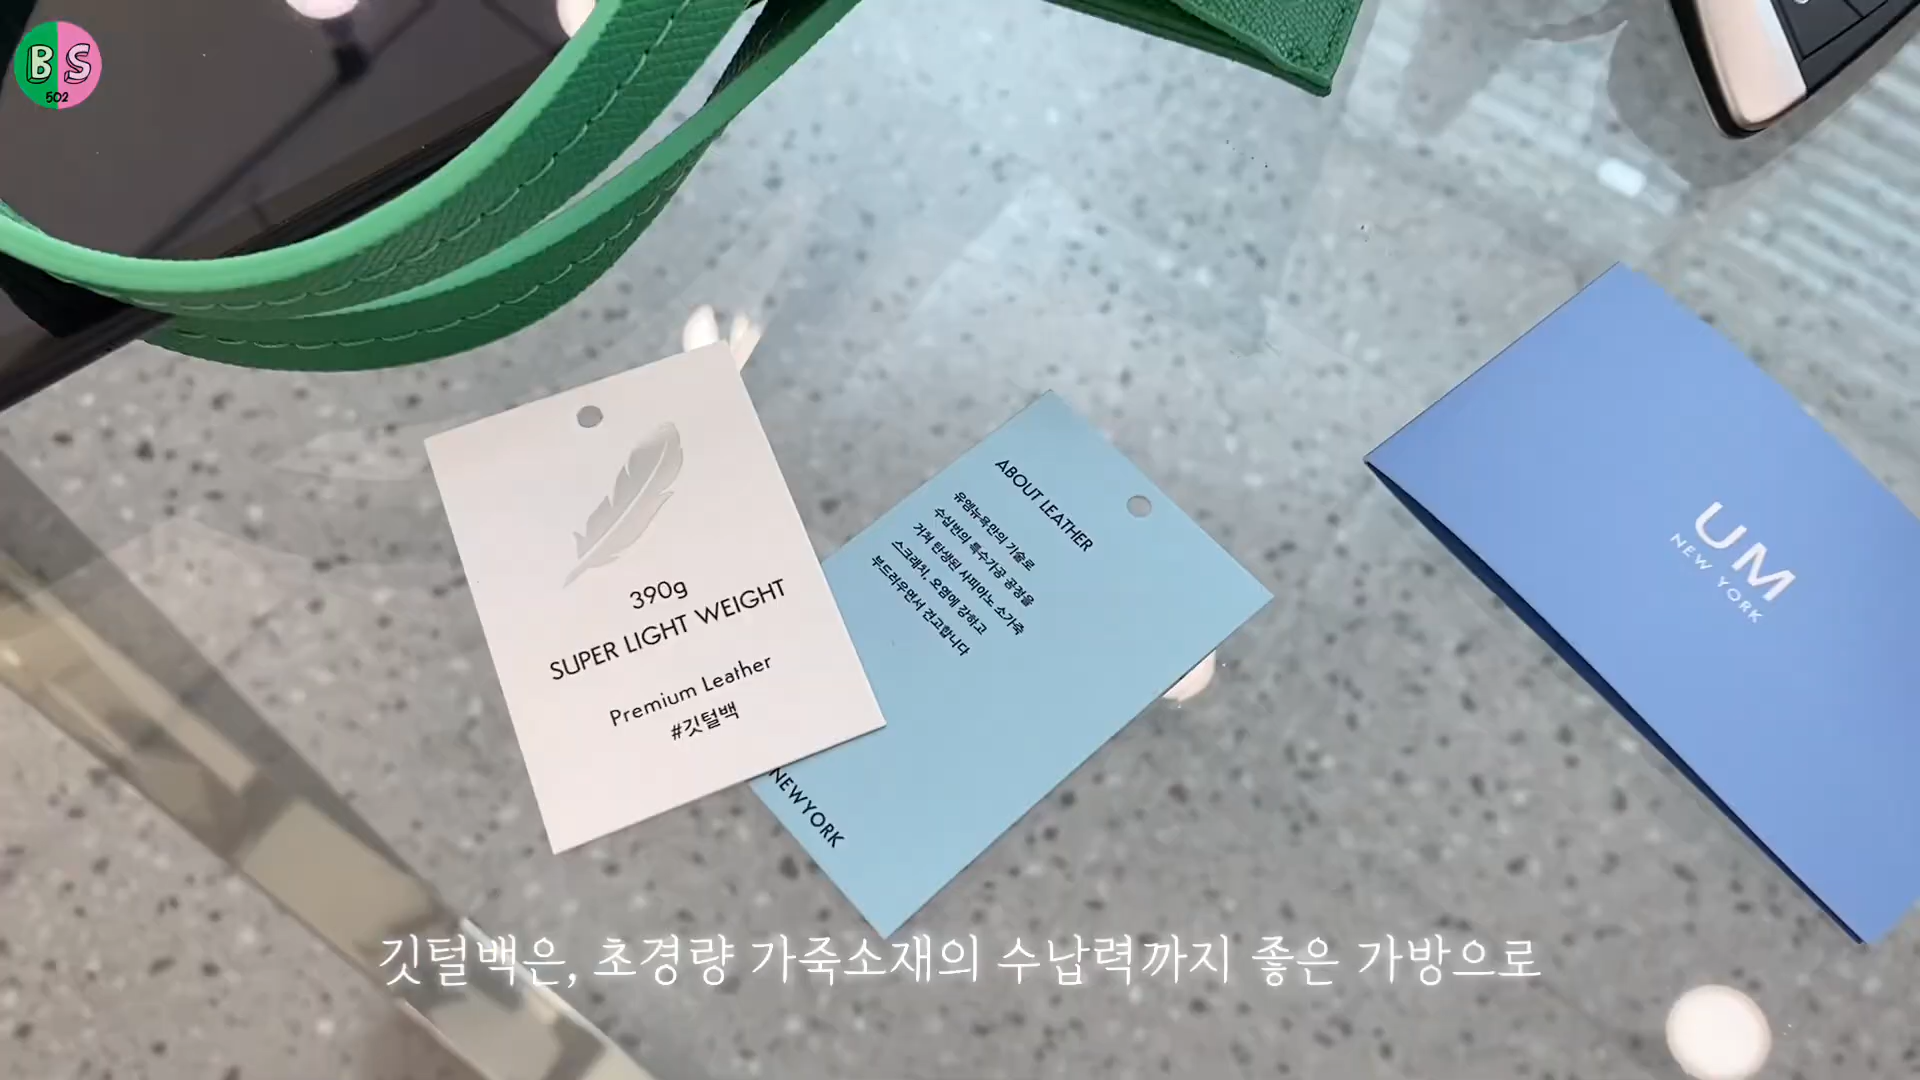 BS
502
390g
SUPER LIGHT WEIGHT
Premium Leather
#깃털백
ABOUT LEATHER
유엠뉴욕만의 기술로
수십번의 특수가공 공정을
거쳐 탄생된 사피아노 소가죽
스크래치, 오염에 강하고
부드러우면서 견고합니다
NEWYORK
UM
NEW YORK
깃털백은, 초경량 가죽소재의 수납력까지 좋은 가방으로